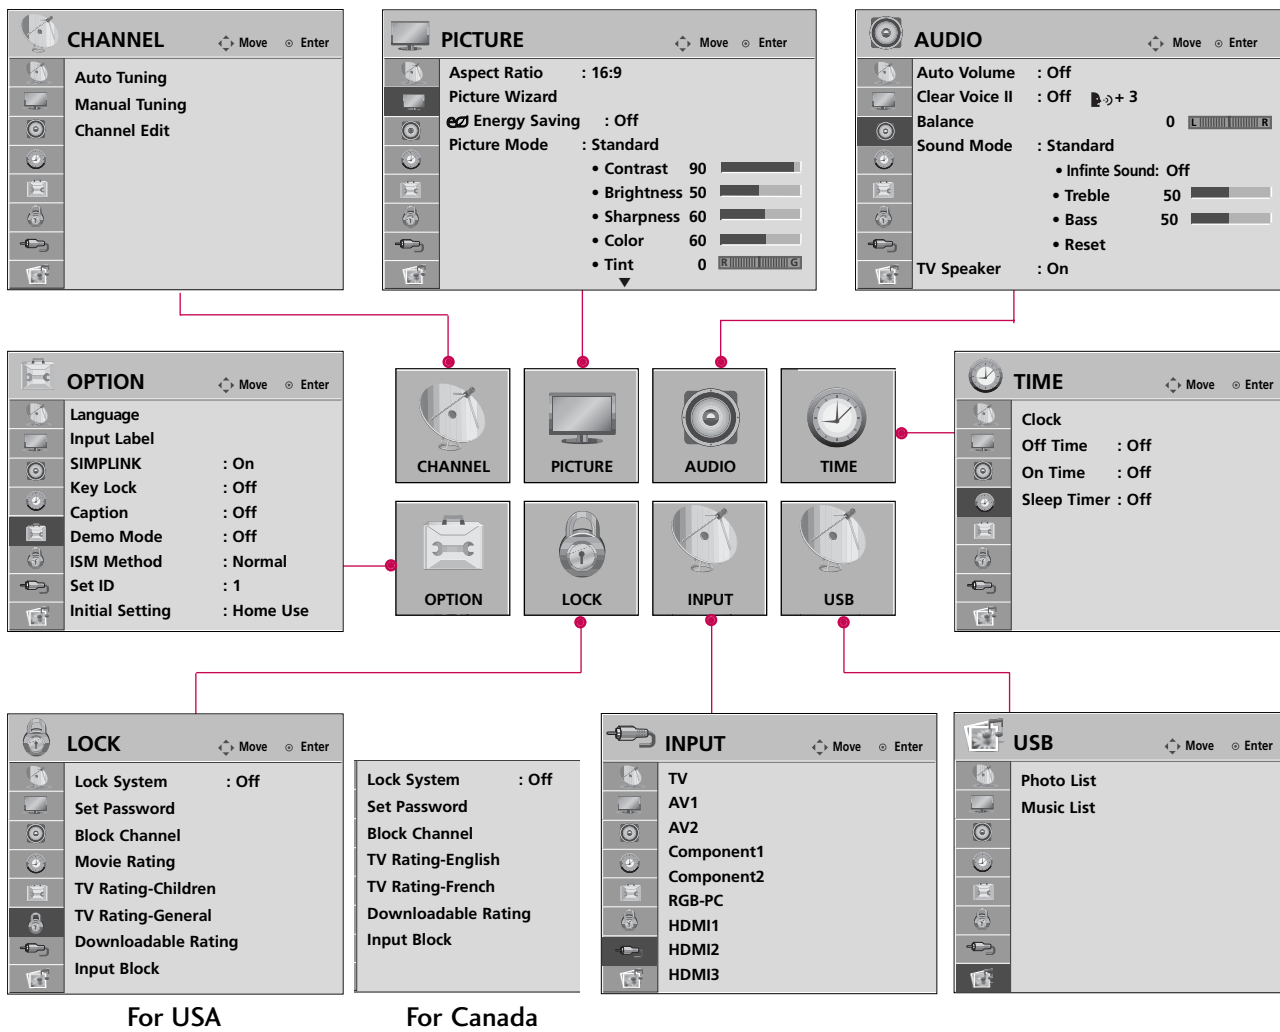 CHANNEL Move Enter
Auto Tuning
Manual Tuning
Channel Edit
PICTURE Move Enter
Aspect Ratio : 16:9
Picture Wizard
Energy Saving : Off
Picture Mode : Standard
• Contrast 90
• Brightness 50
• Sharpness 60
• Color 60
• Tint 0 R G
AUDIO Move Enter
Auto Volume : Off
Clear Voice II : Off + 3
Balance 0 L R
Sound Mode : Standard
• Infinte Sound: Off
• Treble 50
• Bass 50
• Reset
TV Speaker : On
OPTION Move Enter
Language
Input Label
SIMPLINK : On
Key Lock : Off
Caption : Off
Demo Mode : Off
ISM Method : Normal
Set ID : 1
Initial Setting : Home Use
CHANNEL
PICTURE
AUDIO
TIME
OPTION
LOCK
INPUT
USB
TIME Move Enter
Clock
Off Time : Off
On Time : Off
Sleep Timer : Off
LOCK Move Enter
Lock System : Off
Set Password
Block Channel
Movie Rating
TV Rating-Children
TV Rating-General
Downloadable Rating
Input Block
For USA
Lock System : Off
Set Password
Block Channel
TV Rating-English
TV Rating-French
Downloadable Rating
Input Block
For Canada
INPUT Move Enter
TV
AV1
AV2
Component1
Component2
RGB-PC
HDMI1
HDMI2
HDMI3
USB Move Enter
Photo List
Music List